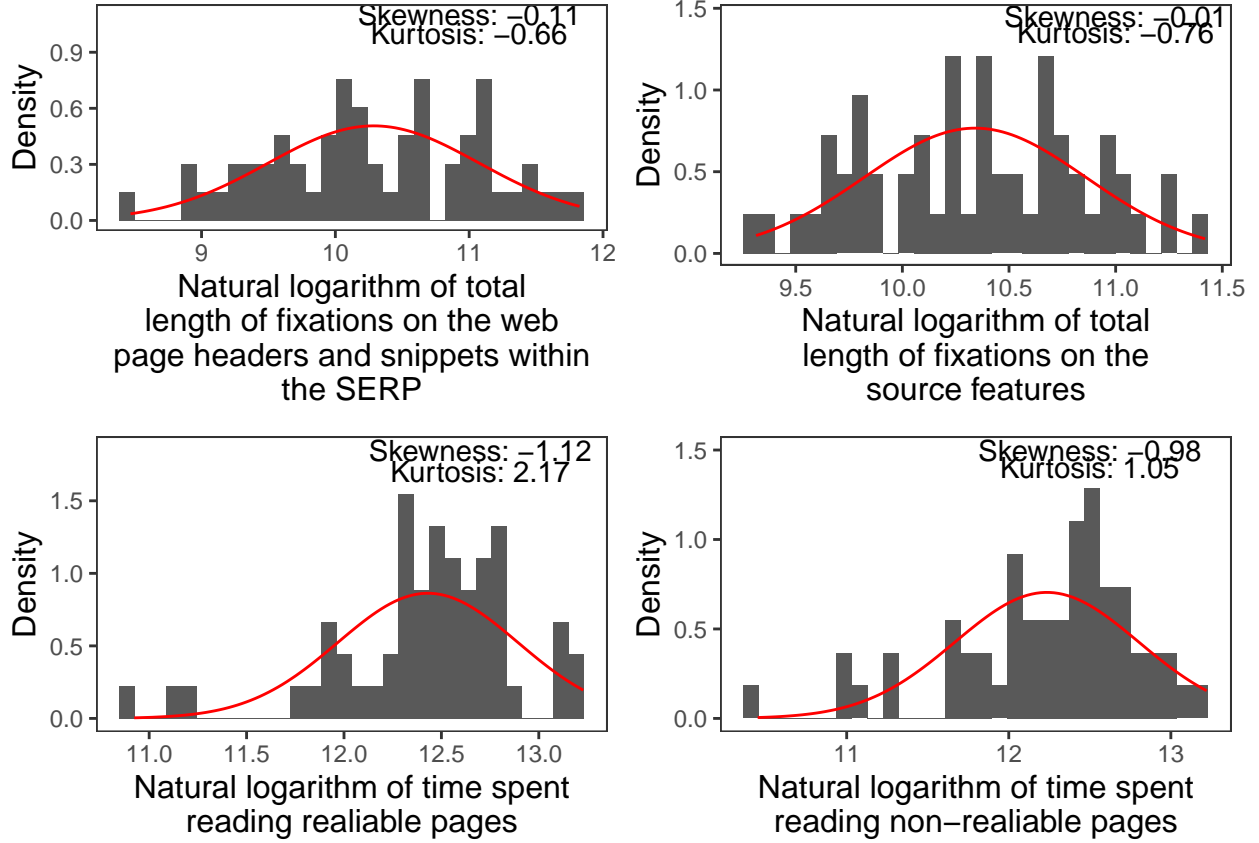 Skewness: −0.11
Kurtosis: −0.66
Density
0.9
0.6
0.3
0.0
9
10
11
12
Natural logarithm of total
length of fixations on the web
page headers and snippets within
the SERP
Skewness: −0.01
Kurtosis: −0.76
Density
1.5
1.0
0.5
0.0
9.5
10.0
10.5
11.0
11.5
Natural logarithm of total
length of fixations on the
source features
Skewness: −1.12
Kurtosis: 2.17
Density
1.5
1.0
0.5
0.0
11.0
11.5
12.0
12.5
13.0
Natural logarithm of time spent
reading realiable pages
Skewness: −0.98
Kurtosis: 1.05
Density
1.5
1.0
0.5
0.0
11
12
13
Natural logarithm of time spent
reading non−realiable pages